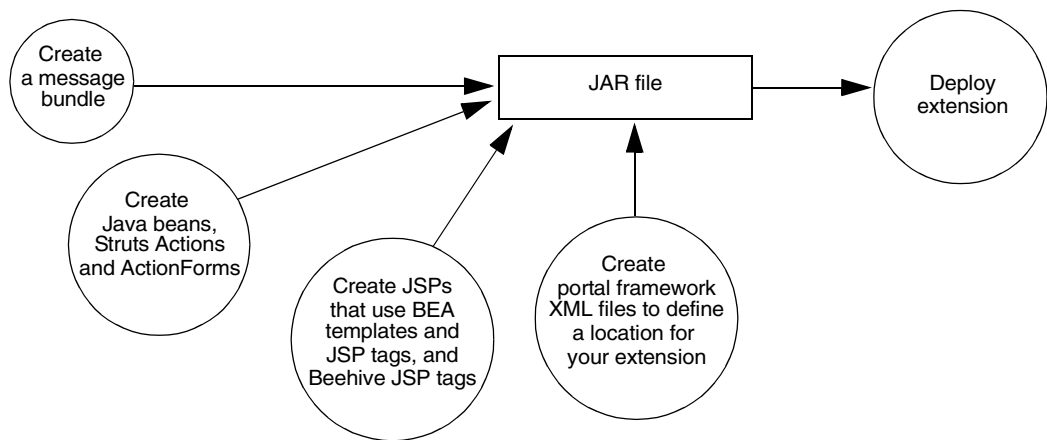 Create
a message
bundle
JAR file
Deploy
extension
Create
Java beans,
Struts Actions
and ActionForms
Create JSPs
that use BEA
templates and
JSP tags, and
Beehive JSP tags
Create
portal framework
XML files to define
a location for
your extension